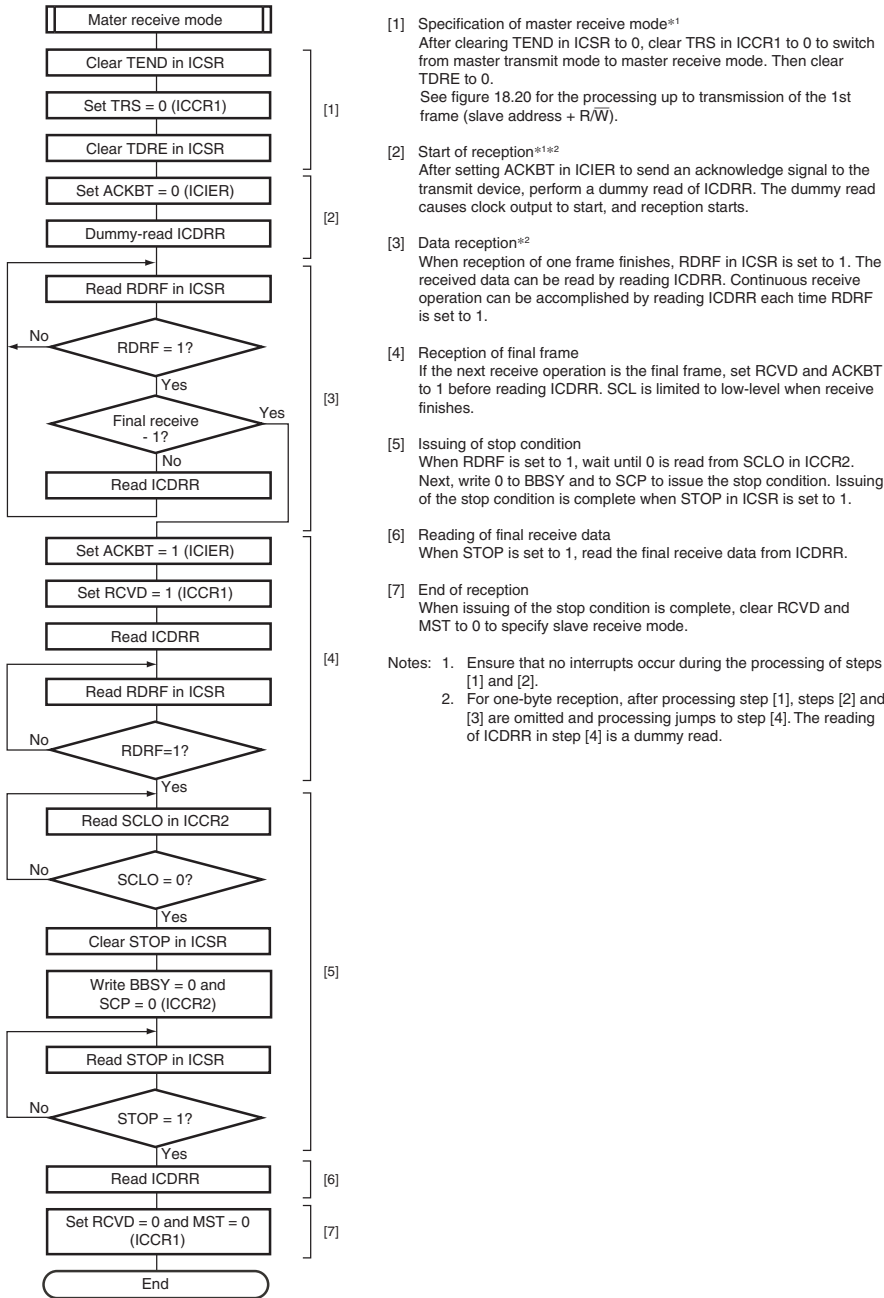 Mater receive mode
Clear TEND in ICSR
Set TRS = 0 (ICCR1)
Clear TDRE in ICSR
[1]
Set ACKBT = 0 (ICIER)
Dummy-read ICDRR
[2]
Read RDRF in ICSR
No
RDRF = 1?
Yes
Final receive
- 1?
Yes
No
Read ICDRR
[3]
Set ACKBT = 1 (ICIER)
Set RCVD = 1 (ICCR1)
Read ICDRR
Read RDRF in ICSR
No
RDRF=1?
Yes
[4]
Read SCLO in ICCR2
No
SCLO = 0?
Yes
Clear STOP in ICSR
Write BBSY = 0 and
SCP = 0 (ICCR2)
Read STOP in ICSR
No
STOP = 1?
Yes
[5]
Read ICDRR
[6]
Set RCVD = 0 and MST = 0
(ICCR1)
[7]
End
[1] Specification of master receive mode*1
After clearing TEND in ICSR to 0, clear TRS in ICCR1 to 0 to switch
from master transmit mode to master receive mode. Then clear
TDRE to 0.
See figure 18.20 for the processing up to transmission of the 1st
frame (slave address + R/W̅).
[2] Start of reception*1*2
After setting ACKBT in ICIER to send an acknowledge signal to the
transmit device, perform a dummy read of ICDRR. The dummy read
causes clock output to start, and reception starts.
[3] Data reception*2
When reception of one frame finishes, RDRF in ICSR is set to 1. The
received data can be read by reading ICDRR. Continuous receive
operation can be accomplished by reading ICDRR each time RDRF
is set to 1.
[4] Reception of final frame
If the next receive operation is the final frame, set RCVD and ACKBT
to 1 before reading ICDRR. SCL is limited to low-level when receive
finishes.
[5] Issuing of stop condition
When RDRF is set to 1, wait until 0 is read from SCLO in ICCR2.
Next, write 0 to BBSY and to SCP to issue the stop condition. Issuing
of the stop condition is complete when STOP in ICSR is set to 1.
[6] Reading of final receive data
When STOP is set to 1, read the final receive data from ICDRR.
[7] End of reception
When issuing of the stop condition is complete, clear RCVD and
MST to 0 to specify slave receive mode.
Notes: 1. Ensure that no interrupts occur during the processing of steps
[1] and [2].
2. For one-byte reception, after processing step [1], steps [2] and
[3] are omitted and processing jumps to step [4]. The reading
of ICDRR in step [4] is a dummy read.